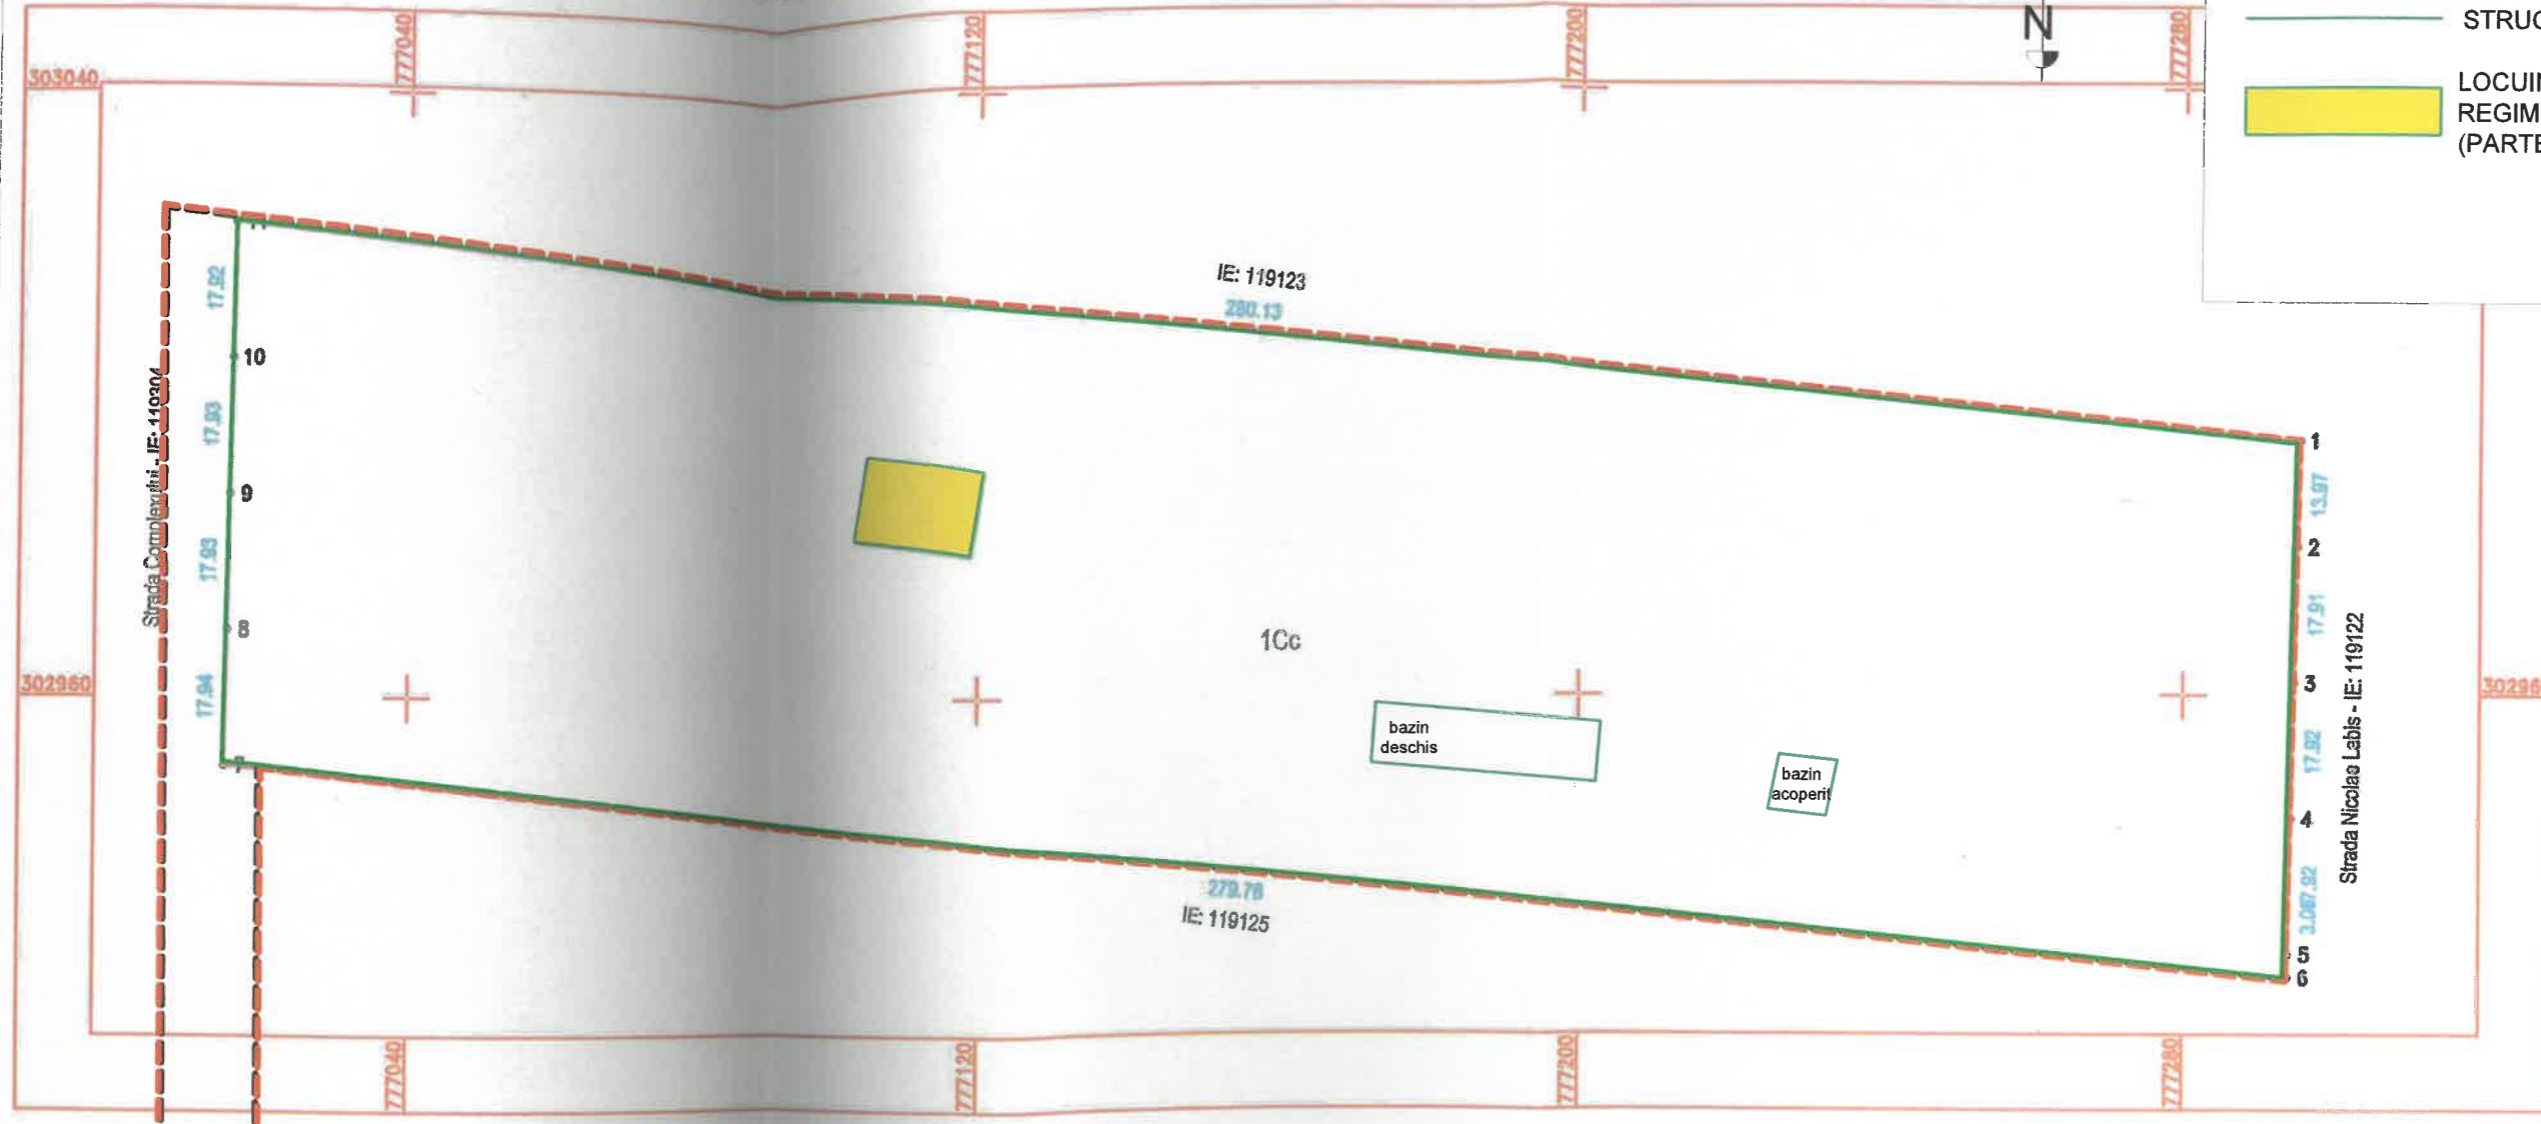 777040
777120
777200
777280
N
STRUC
303040
LOCUIN
REGIM
(PARTE
11
IE: 119123
280.13
17.92
10
17.93
9
17.93
8
17.94
7
Strada Complexului - IE: 119304
1
13.97
2
17.91
3
17.92
4
3.087.92
5
6
Strada Nicolae Labis - IE: 119122
1Cc
302960
30296
bazin
deschis
bazin
acoperit
279.78
IE: 119125
777040
777120
777200
777280